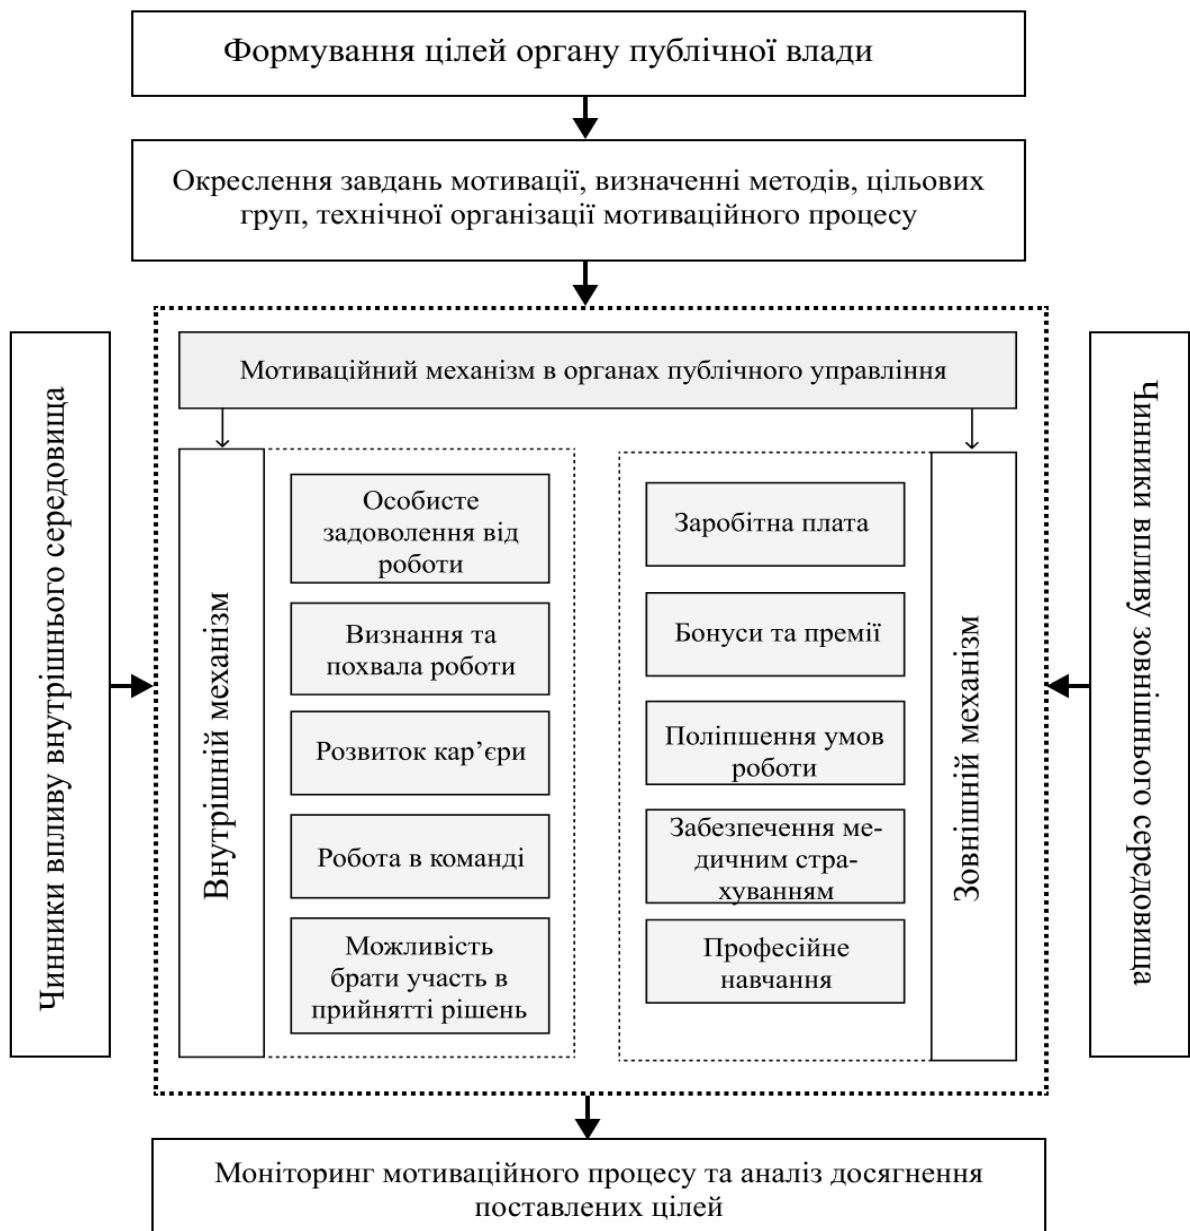 Формування цілей органу публічної влади
Окреслення завдань мотивації, визначенні методів, цільових
груп, технічної організації мотиваційного процесу
Чинники впливу внутрішнього середовища
Мотиваційний механізм в органах публічного управління
Внутрішній механізм
Особисте
задоволення від
роботи
Визнання та
похвала роботи
Розвиток кар’єри
Робота в команді
Можливість
брати участь в
прийнятті рішень
Заробітна плата
Бонуси та премії
Поліпшення умов
роботи
Забезпечення ме-
дичним стра-
хуванням
Професійне
навчання
Зовнішній механізм
Чинники впливу зовнішнього середовища
Моніторинг мотиваційного процесу та аналіз досягнення
поставлених цілей